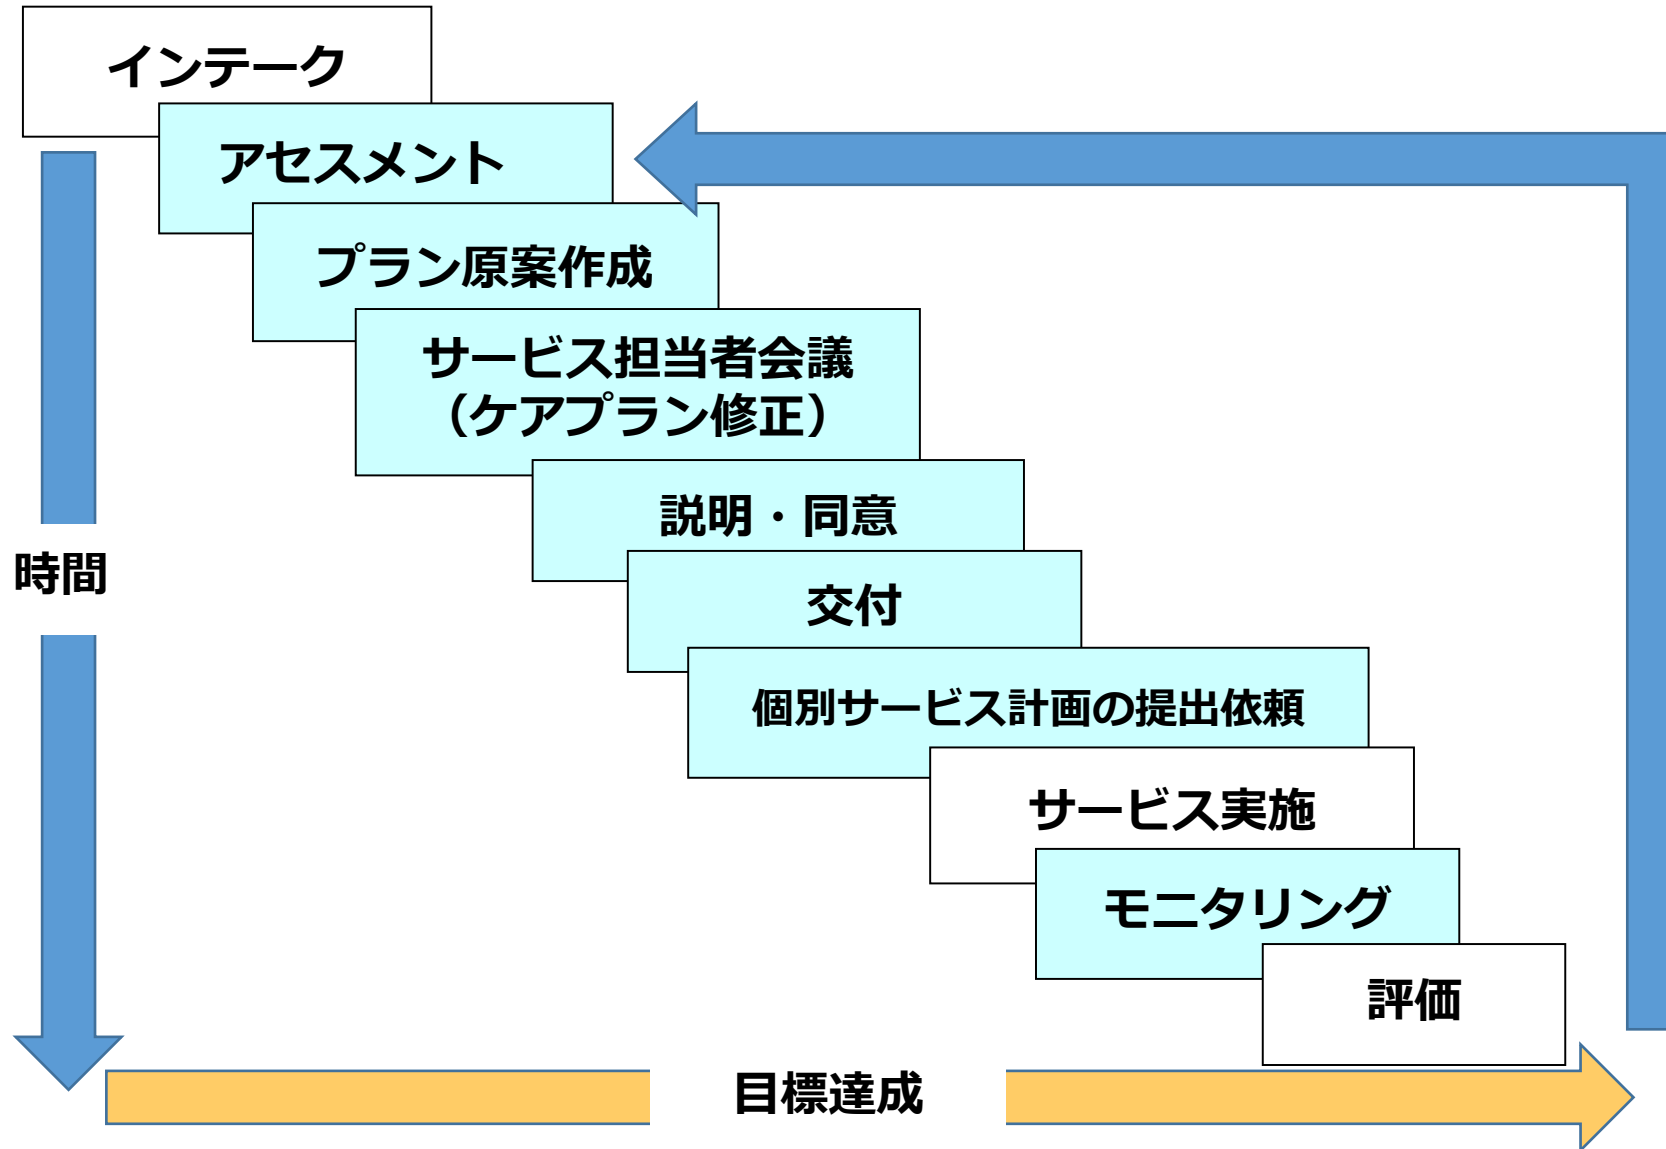 インテーク
アセスメント
プラン原案作成
サービス担当者会議
（ケアプラン修正）
説明・同意
時間
交付
個別サービス計画の提出依頼
サービス実施
モニタリング
評価
目標達成